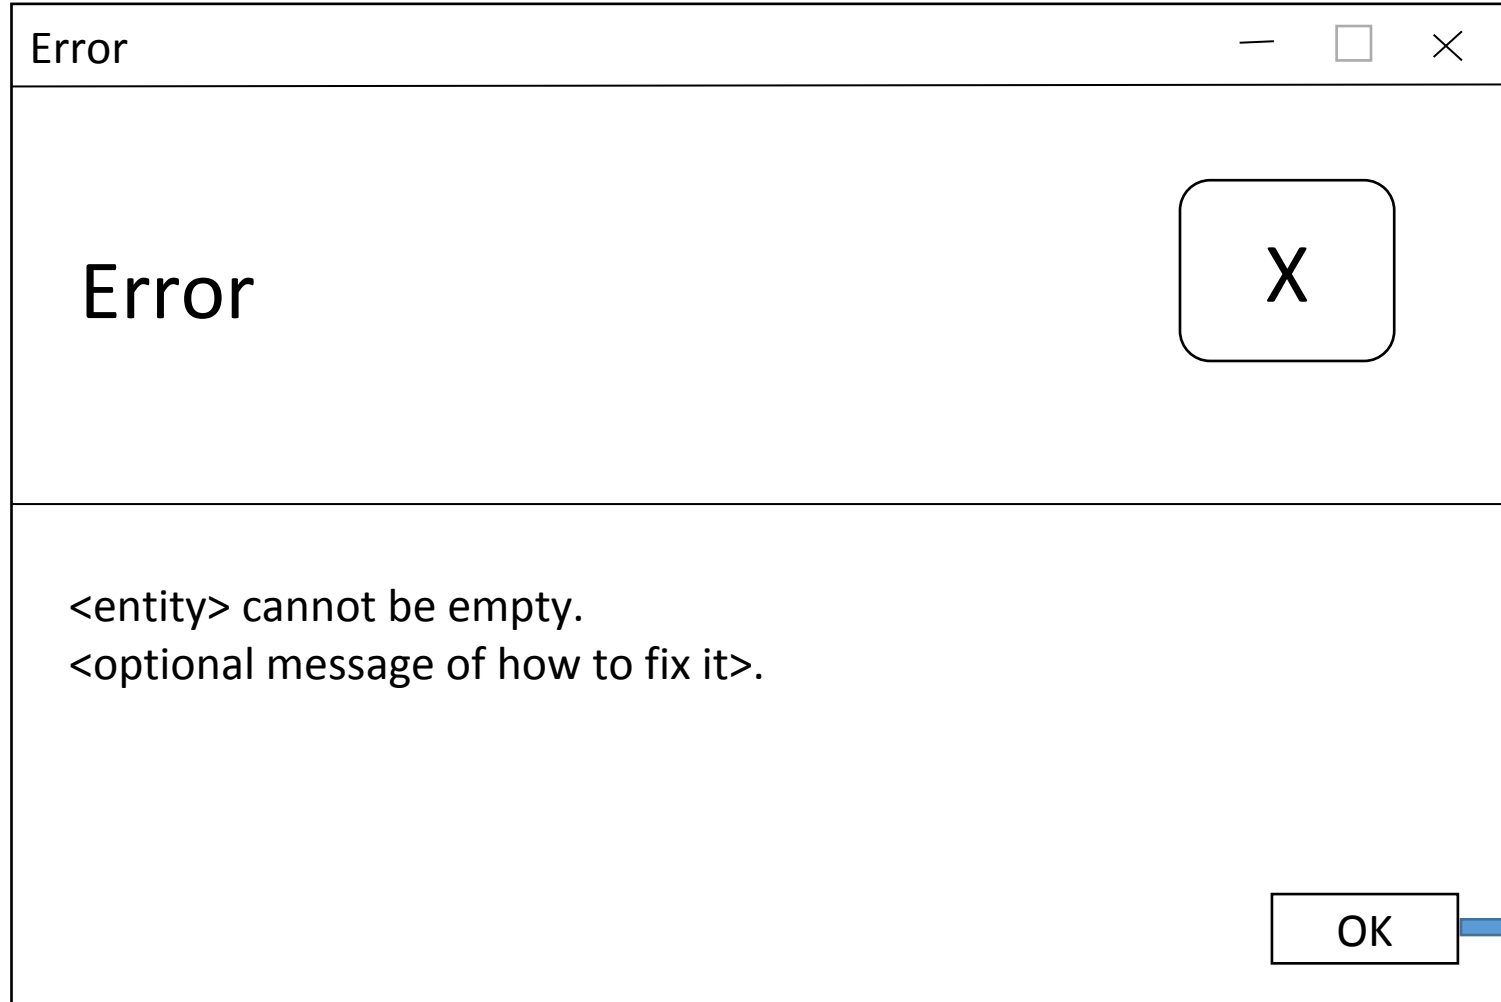 Error
Error
X
<entity> cannot be empty.
<optional message of how to fix it>.
OK